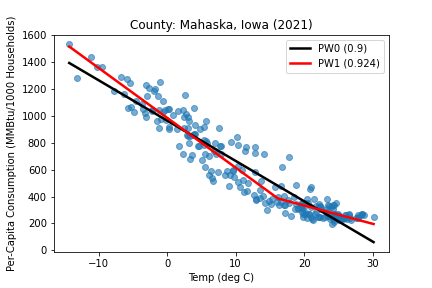 County: Mahaska, Iowa (2021)
Per-Capita Consumption (MMBtu/1000 Households)
1600
1400
1200
1000
800
600
400
200
0
PW0 (0.9)
PW1 (0.924)
−10
0
10
20
30
Temp (deg C)